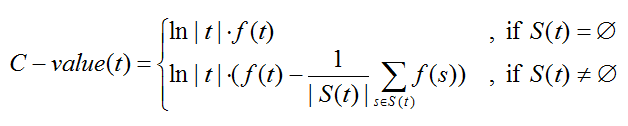 C − value(t) = { ln | t | ⋅ f(t) , if S(t) = ∅
ln | t | ⋅ (f(t) − 1 / | S(t) | ∑ s∈S(t) f(s)) , if S(t) ≠ ∅